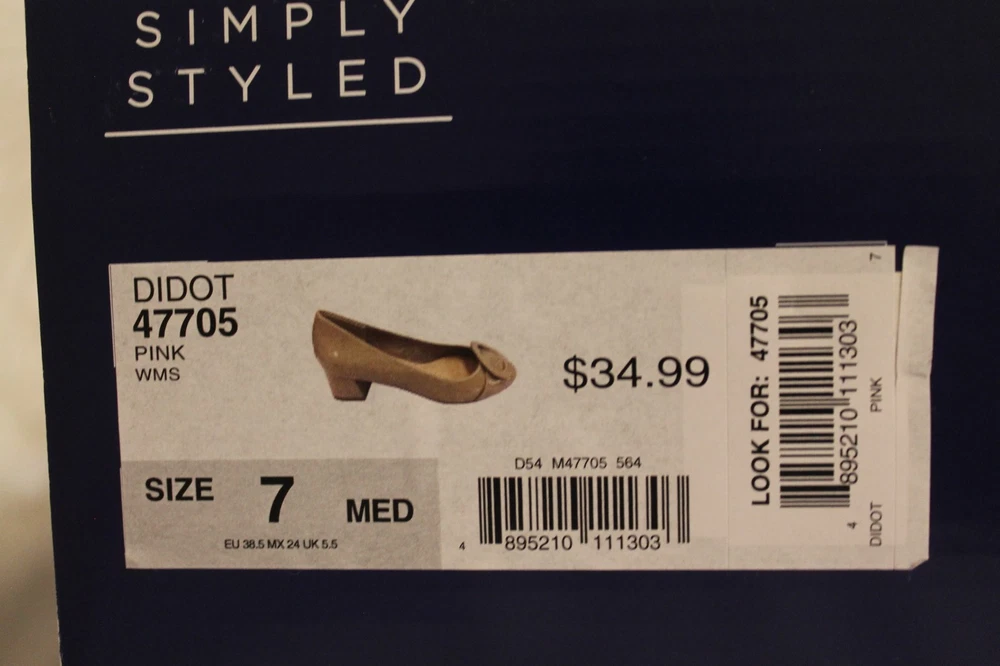 SIMPLY
STYLED
DIDOT
47705
PINK
WMS
$34.99
SIZE 7 MED
EU 38.5 MX 24 UK 5.5
D54 M47705 564
4 895210 111303
LOOK FOR: 47705
4 895210 111303
DIDOT PINK 7